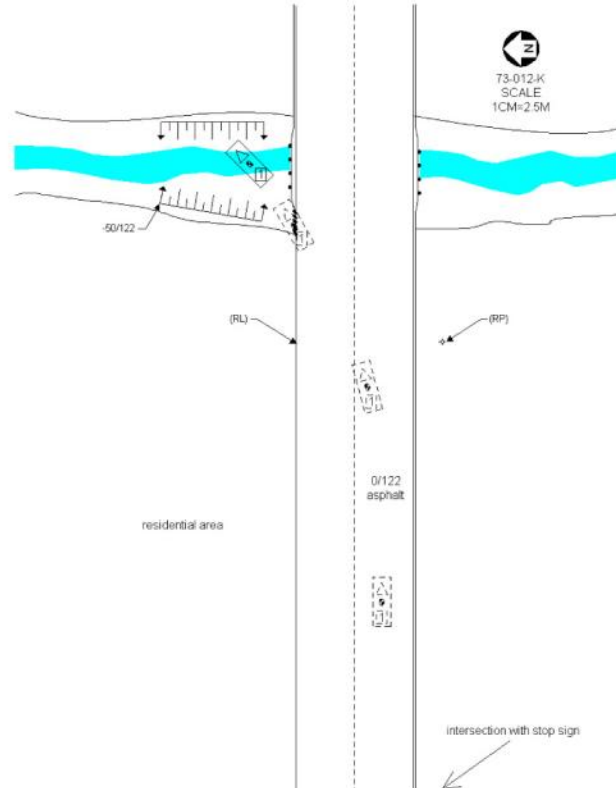 N
73-012-K
SCALE
1CM=2.5M
1
-50/122
(RL)
(RP)
0/122
asphalt
residential area
intersection with stop sign